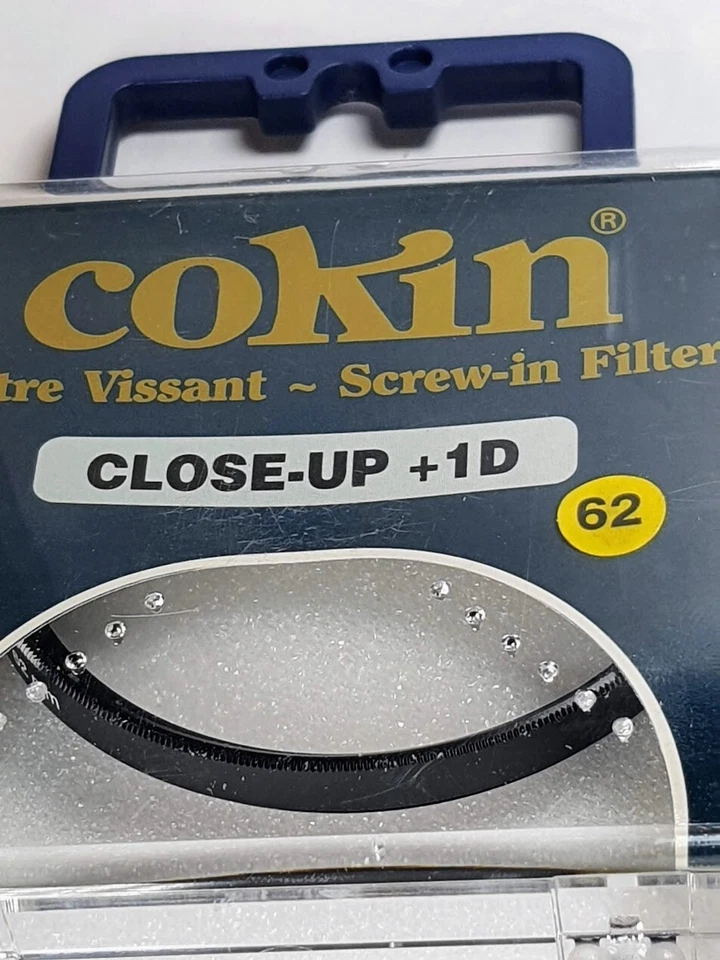 cokin®
tre Vissant ~ Screw-in Filter
CLOSE-UP +1D
62